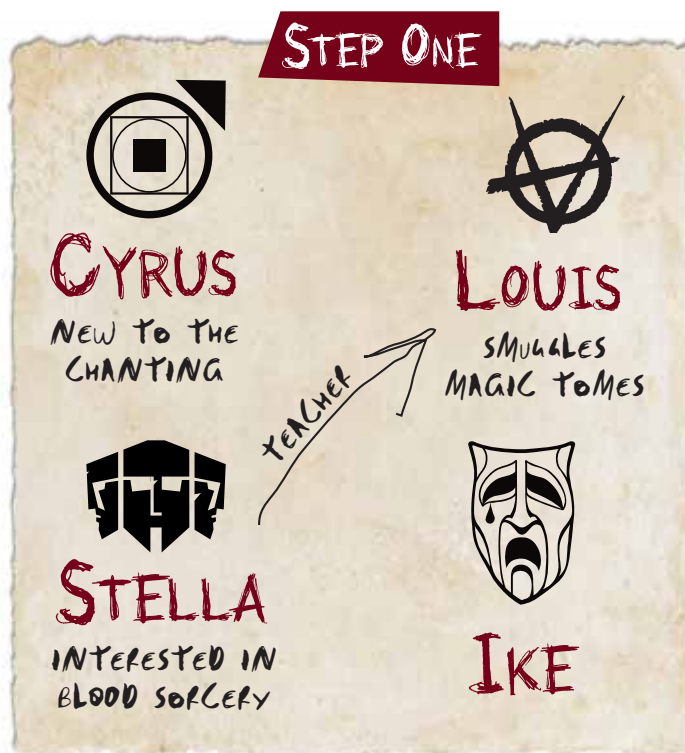 STEP ONE
CYRUS
NEW TO THE
CHANTING
LOUIS
SMUGGLES
MAGIC TOMES
TEACHER
STELLA
INTERESTED IN
BLOOD SORCERY
IKE